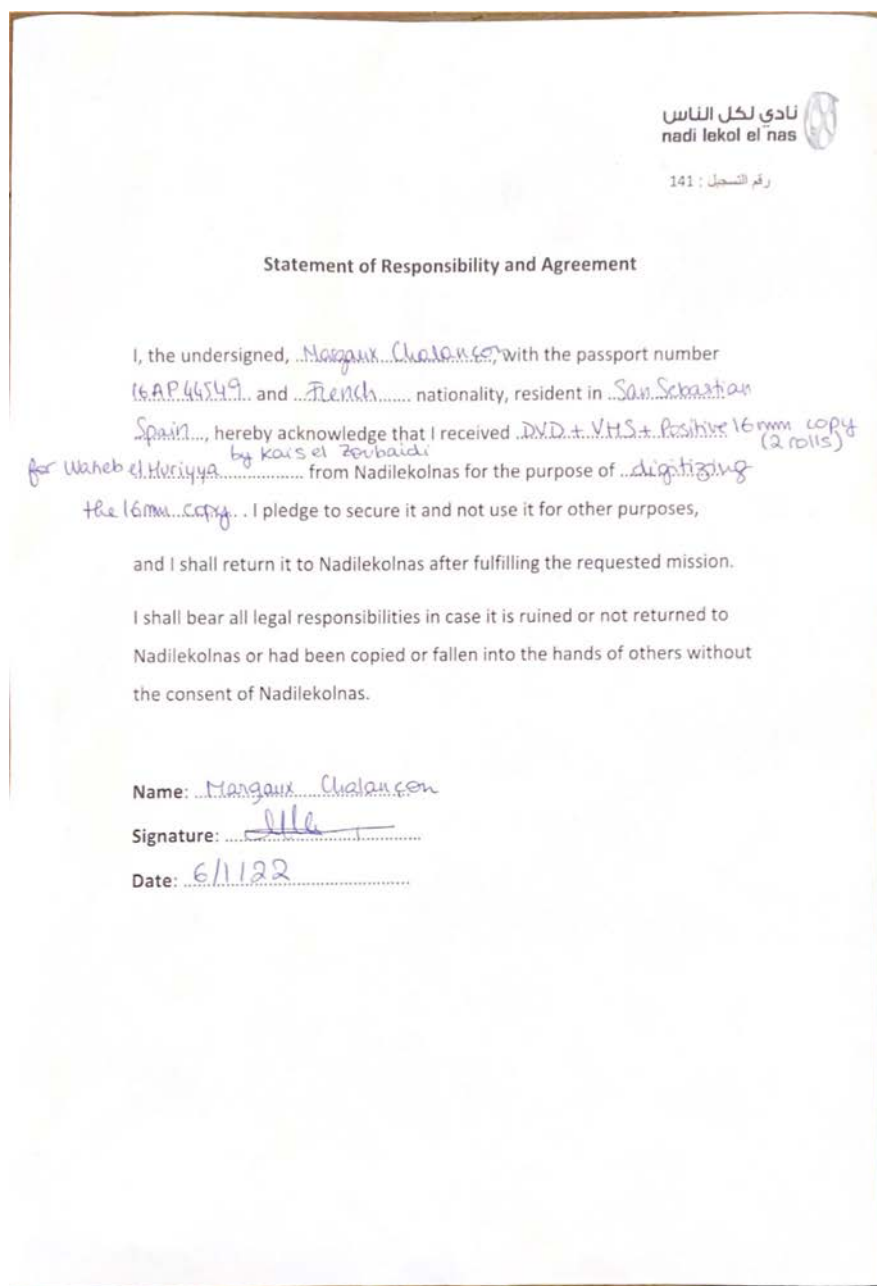 نادي لكل الناس
nadi lekol el nas
رقم التسجيل : 141
Statement of Responsibility and Agreement
I, the undersigned, ..Margaux Chalançon, with the passport number
16AP44549.. and ..French...... nationality, resident in ..San Sebastian
Spain..., hereby acknowledge that I received ..DVD + VHS + Positive 16mm copy
(2 rolls)
by Kais el Zoubaidi
for Waheb el Huriyya.................. from Nadilekolnas for the purpose of ..digitizing
the 16mm copy.. I pledge to secure it and not use it for other purposes,
and I shall return it to Nadilekolnas after fulfilling the requested mission.
I shall bear all legal responsibilities in case it is ruined or not returned to
Nadilekolnas or had been copied or fallen into the hands of others without
the consent of Nadilekolnas.
Name: ..Margaux Chalançon
Signature: ..................................
Date: 6/1/22..................................